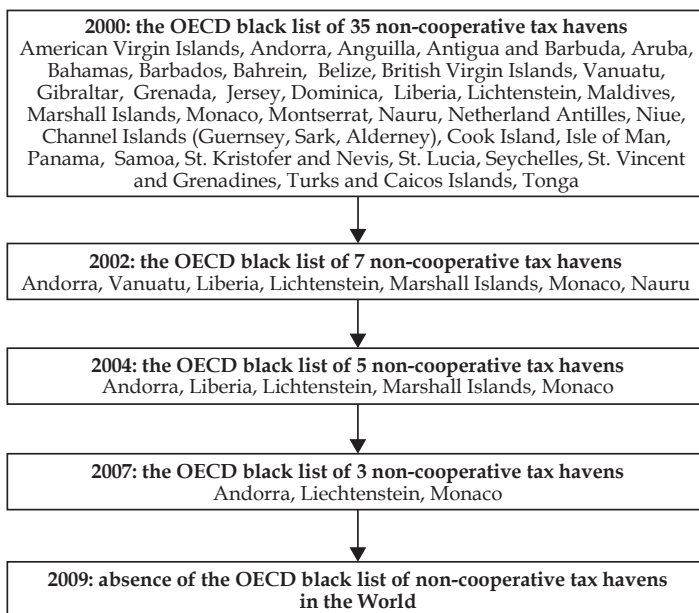 2000: the OECD black list of 35 non-cooperative tax havens
American Virgin Islands, Andorra, Anguilla, Antigua and Barbuda, Aruba,
Bahamas, Barbados, Bahrein, Belize, British Virgin Islands, Vanuatu,
Gibraltar, Grenada, Jersey, Dominica, Liberia, Lichtenstein, Maldives,
Marshall Islands, Monaco, Montserrat, Nauru, Netherland Antilles, Niue,
Channel Islands (Guernsey, Sark, Alderney), Cook Island, Isle of Man,
Panama, Samoa, St. Kristofer and Nevis, St. Lucia, Seychelles, St. Vincent
and Grenadines, Turks and Caicos Islands, Tonga
2002: the OECD black list of 7 non-cooperative tax havens
Andorra, Vanuatu, Liberia, Lichtenstein, Marshall Islands, Monaco, Nauru
2004: the OECD black list of 5 non-cooperative tax havens
Andorra, Liberia, Lichtenstein, Marshall Islands, Monaco
2007: the OECD black list of 3 non-cooperative tax havens
Andorra, Liechtenstein, Monaco
2009: absence of the OECD black list of non-cooperative tax havens
in the World